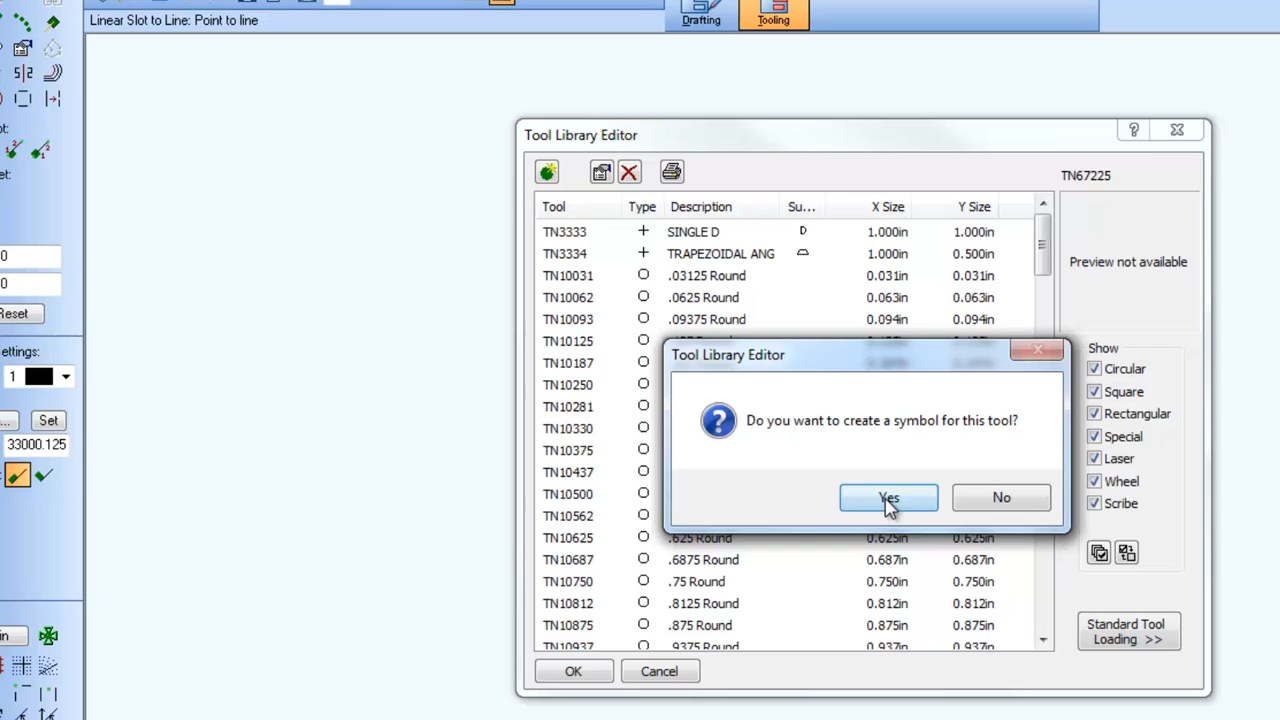 Linear Slot to Line: Point to line
Drafting
Tooling
Reset
Settings:
1
... Set
33000.125
Tool Library Editor
TN67225
Tool Type Description Su... X Size Y Size
TN3333 SINGLE D D 1.000in 1.000in
TN3334 TRAPEZOIDAL ANG 1.000in 0.500in
TN10031 .03125 Round 0.031in 0.031in
TN10062 .0625 Round 0.063in 0.063in
TN10093 .09375 Round 0.094in 0.094in
TN10125
TN10187
TN10250
TN10281
TN10330
TN10375
TN10437
TN10500
TN10562
TN10625 .625 Round 0.625in 0.625in
TN10687 .6875 Round 0.687in 0.687in
TN10750 .75 Round 0.750in 0.750in
TN10812 .8125 Round 0.812in 0.812in
TN10875 .875 Round 0.875in 0.875in
TN10937 .9375 Round 0.937in 0.937in
OK
Cancel
Tool Library Editor
Do you want to create a symbol for this tool?
Yes
No
Preview not available
Show
Circular
Square
Rectangular
Special
Laser
Wheel
Scribe
Standard Tool
Loading >>